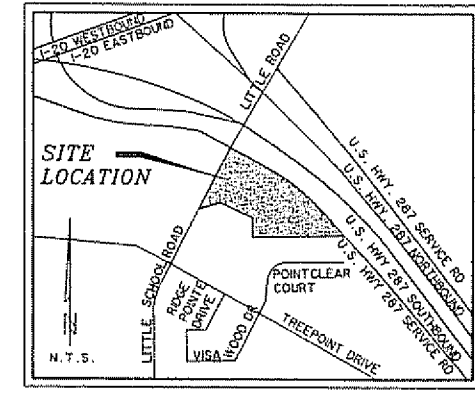 I-20 WESTBOUND
I-20 EASTBOUND
LITTLE ROAD
SITE
LOCATION
U.S. HWY. 287 SERVICE RD
U.S. HWY. 287 NORTHBOUND
U.S. HWY. 287 SOUTHBOUND
U.S. HWY. 287 SERVICE RD
LITTLE SCHOOL ROAD
RIDGE
POINTE
DRIVE
POINTCLEAR
COURT
VISA
WOOD DR
TREEPOINT DRIVE
N.T.S.